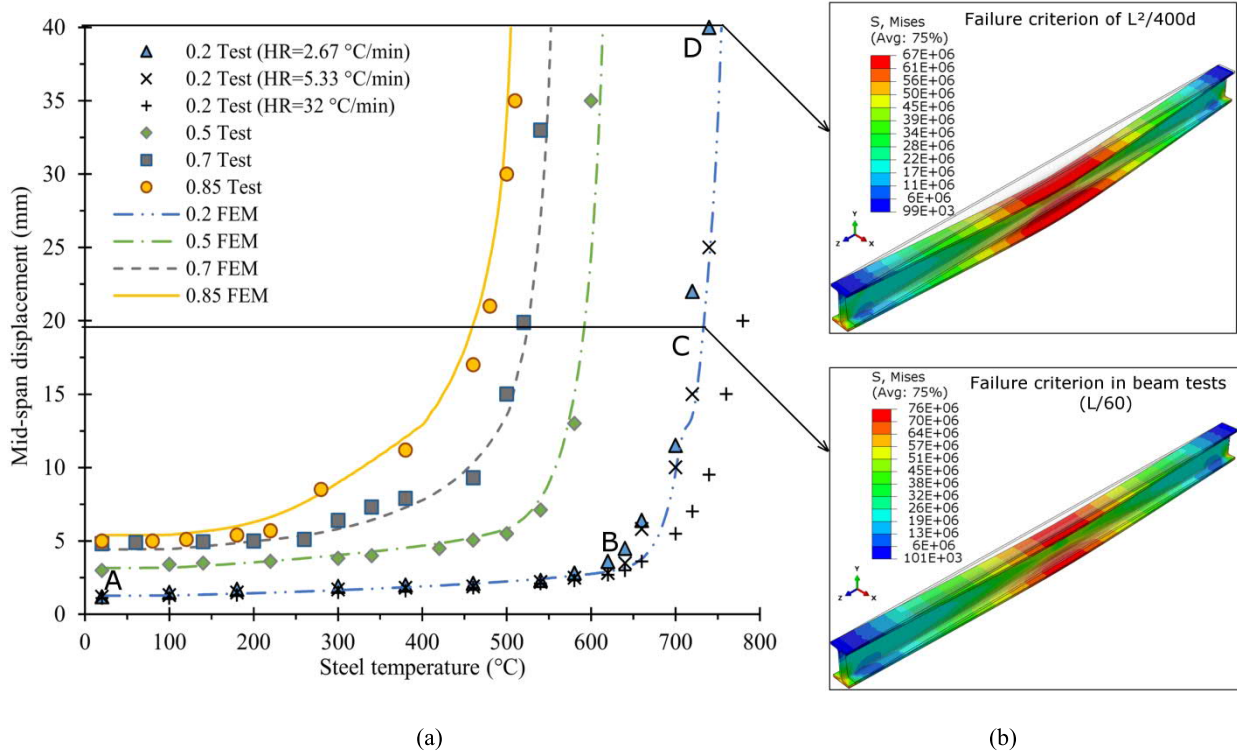 40
35
30
25
20
15
10
5
0
Mid-span displacement (mm)
0.2 Test (HR=2.67 °C/min)
0.2 Test (HR=5.33 °C/min)
0.2 Test (HR=32 °C/min)
0.5 Test
0.7 Test
0.85 Test
0.2 FEM
0.5 FEM
0.7 FEM
0.85 FEM
A
B
C
D
0 100 200 300 400 500 600 700 800
Steel temperature (°C)
(a)
S, Mises
(Avg: 75%)
Failure criterion of L²/400d
67E+06
61E+06
56E+06
50E+06
45E+06
39E+06
34E+06
28E+06
22E+06
17E+06
11E+06
6E+06
99E+03
Y
Z X
S, Mises
(Avg: 75%)
Failure criterion in beam tests
(L/60)
76E+06
70E+06
64E+06
57E+06
51E+06
45E+06
38E+06
32E+06
26E+06
19E+06
13E+06
6E+06
101E+03
Y
Z X
(b)